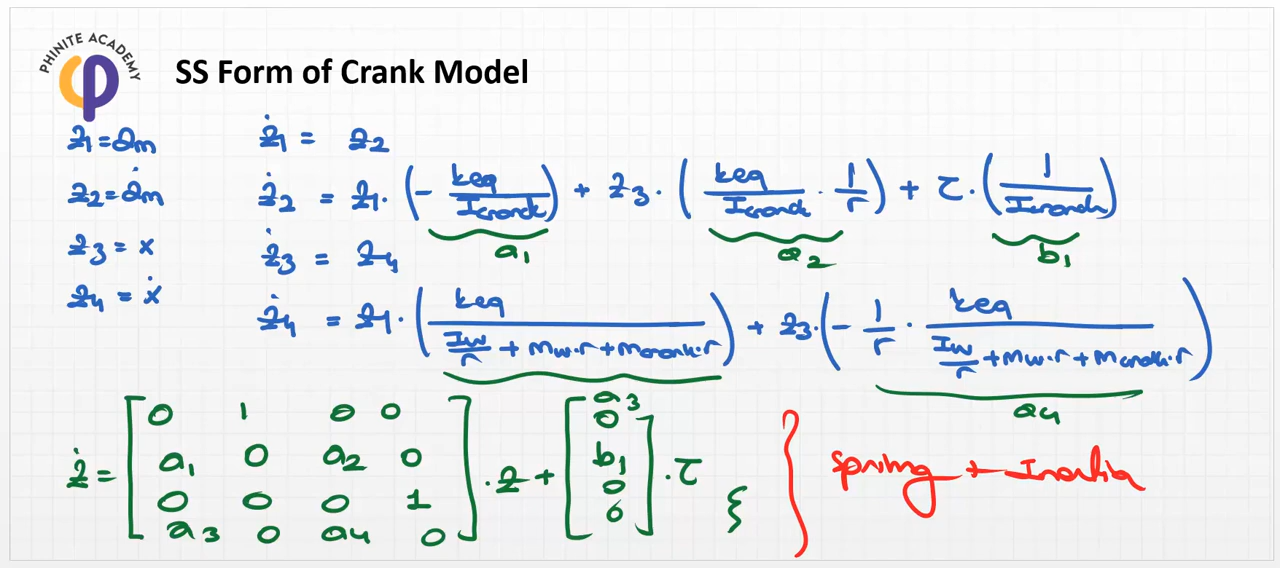 PHINITE ACADEMY
SS Form of Crank Model
z₁ = θm
ż₁ = z₂
z₂ = θ̇m
ż₂ = z₁·(- keq/Icrank) + z₃·(keq/Icrank · 1/r) + τ·(1/Icrank)
a₁ a₂ b₁
z₃ = x
ż₃ = z₄
z₄ = ẋ
ż₄ = z₁·(keq/(Iw/r + mw·r + mcrank·r)) + z₃·(- 1/r · keq/(Iw/r + mw·r + mcrank·r))
a₃ a₄
ż = [0 1 0 0; a₁ 0 a₂ 0; 0 0 0 1; a₃ 0 a₄ 0] · z + [0; b₁; 0; 0] · τ
spring + Inertia